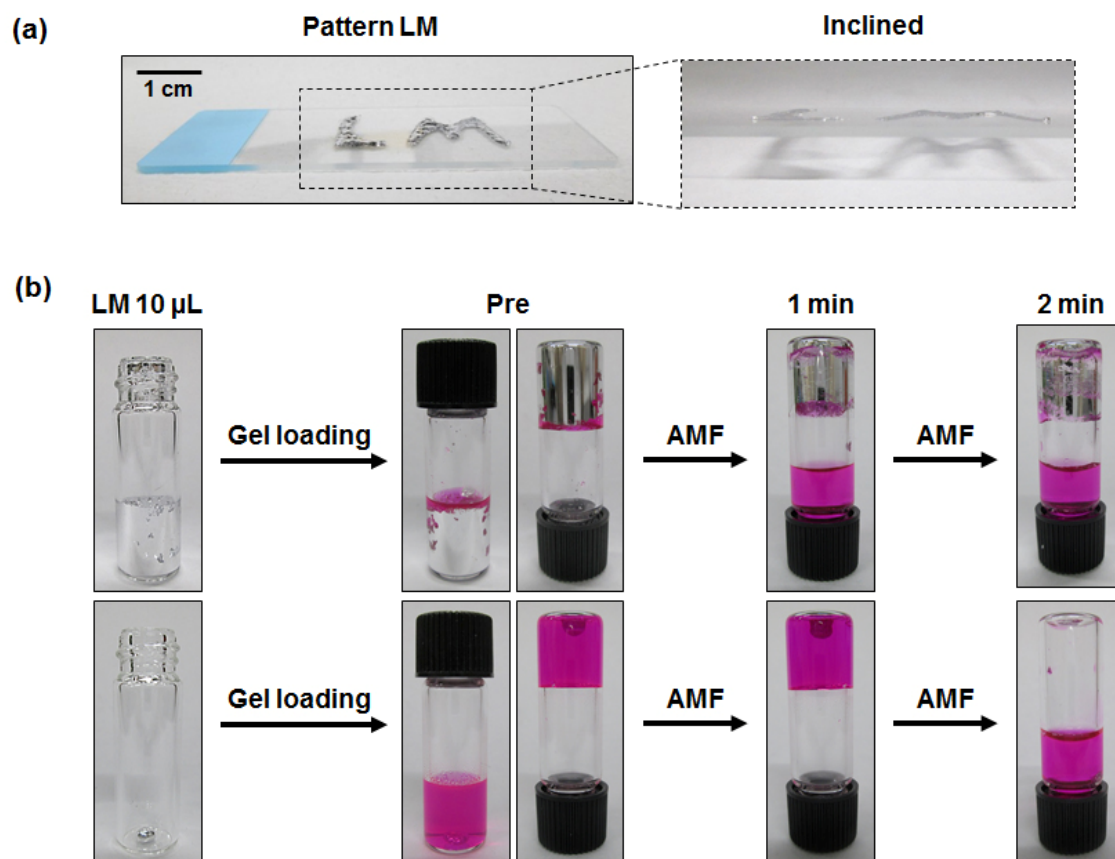 (a)
Pattern LM
Inclined
1 cm
L M
(b)
LM 10 µL
Pre
1 min
2 min
Gel loading
AMF
AMF
Gel loading
AMF
AMF